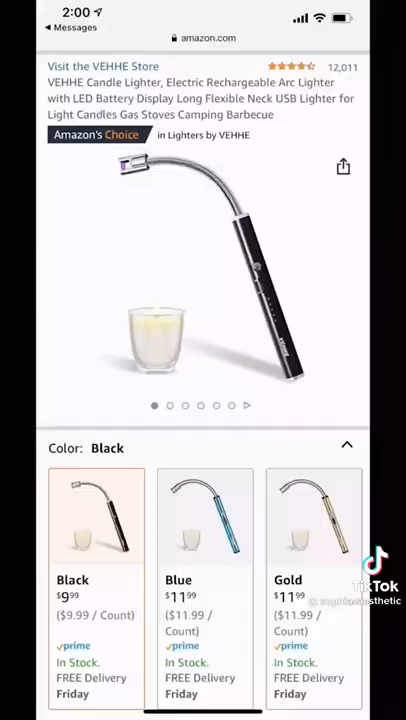 2:00
Messages
amazon.com
Visit the VEHHE Store
12,011
VEHHE Candle Lighter, Electric Rechargeable Arc Lighter
with LED Battery Display Long Flexible Neck USB Lighter for
Light Candles Gas Stoves Camping Barbecue
Amazon's Choice in Lighters by VEHHE
VEHHE
Color: Black
Black
$9.99
($9.99 / Count)
prime
In Stock.
FREE Delivery
Friday
Blue
$11.99
($11.99 /
Count)
prime
In Stock.
FREE Delivery
Friday
Gold
$11.99
($11.99 /
Count)
prime
In Stock.
FREE Delivery
Friday
TikTok